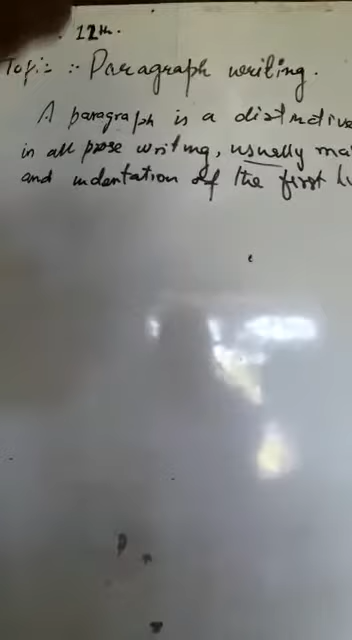 12th.
Topic :: Paragraph writing.
A paragraph is a distinctive
in all prose writing, usually ma
and indentation of the first li